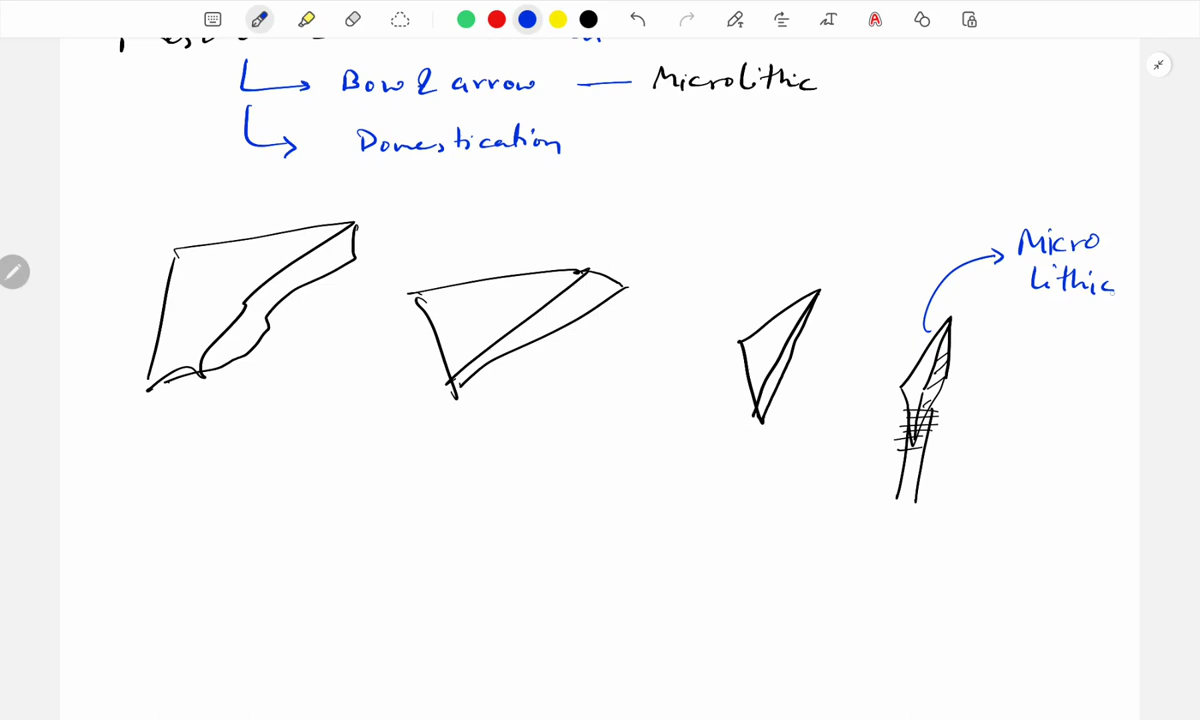 Bow & arrow — Microlithic
Domestication
Micro
Lithic